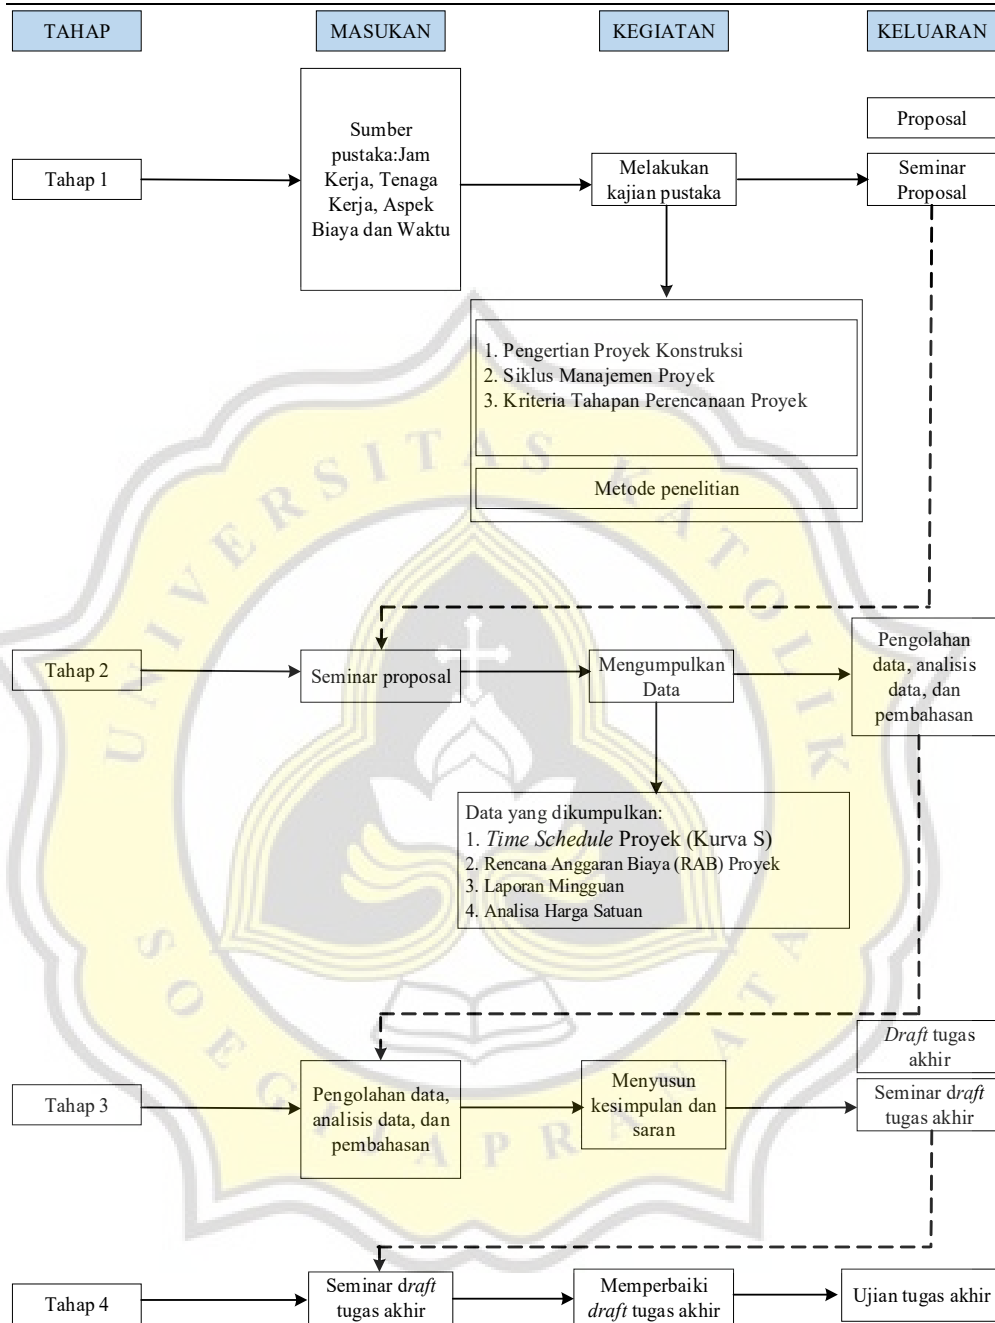 TAHAP
MASUKAN
KEGIATAN
KELUARAN
Tahap 1
Sumber
pustaka:Jam
Kerja, Tenaga
Kerja, Aspek
Biaya dan Waktu
Melakukan
kajian pustaka
Proposal
Seminar
Proposal
1. Pengertian Proyek Konstruksi
2. Siklus Manajemen Proyek
3. Kriteria Tahapan Perencanaan Proyek
Metode penelitian
Tahap 2
Seminar proposal
Mengumpulkan
Data
Pengolahan
data, analisis
data, dan
pembahasan
Data yang dikumpulkan:
1. Time Schedule Proyek (Kurva S)
2. Rencana Anggaran Biaya (RAB) Proyek
3. Laporan Mingguan
4. Analisa Harga Satuan
Tahap 3
Pengolahan data,
analisis data, dan
pembahasan
Menyusun
kesimpulan dan
saran
Draft tugas
akhir
Seminar draft
tugas akhir
Tahap 4
Seminar draft
tugas akhir
Memperbaiki
draft tugas akhir
Ujian tugas akhir
UNIVERSITAS KATOLIK
SOEGIJAPRANATA